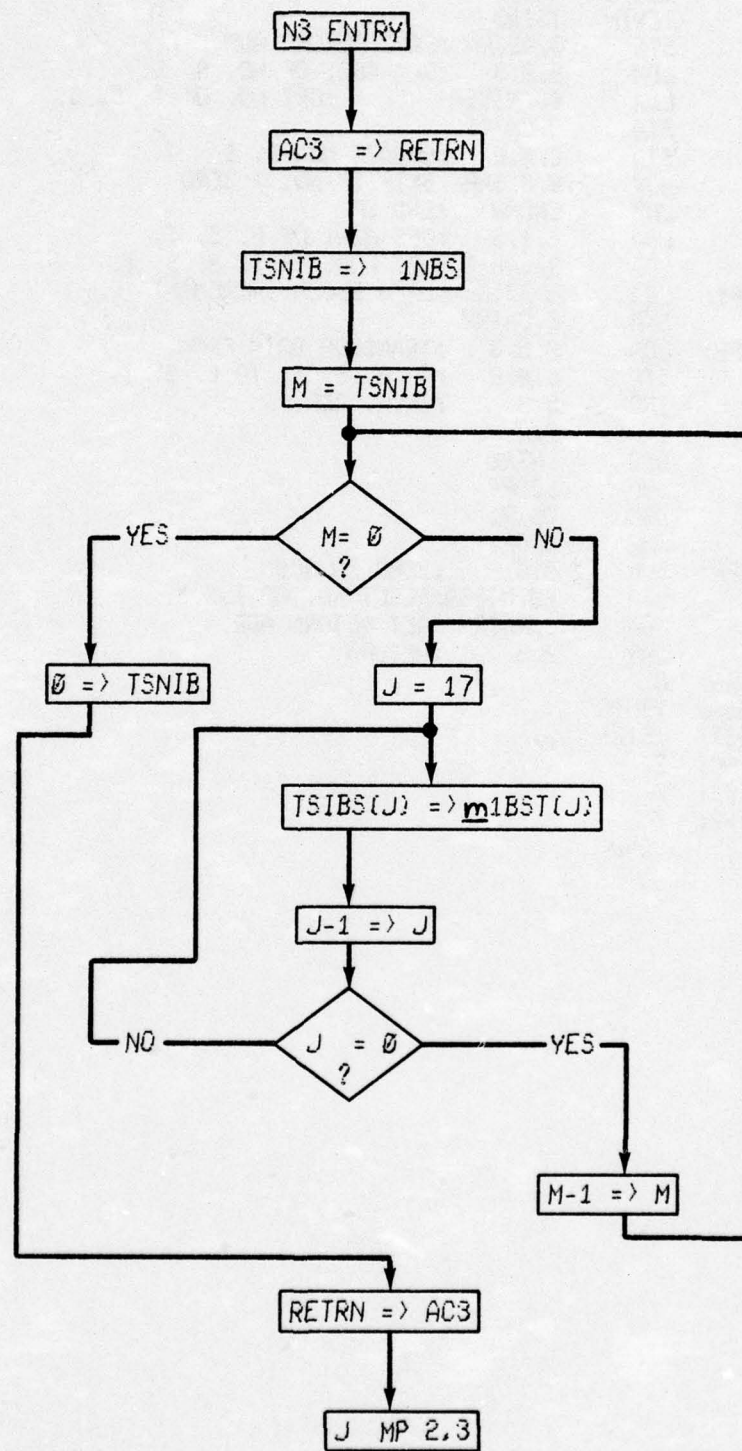 N3 ENTRY
AC3 => RETRN
TSNIB => 1NBS
M = TSNIB
M= Ø
?
YES
NO
Ø => TSNIB
J = 17
TSIBS(J) => m1BST(J)
J-1 => J
J = Ø
?
NO
YES
M-1 => M
RETRN => AC3
J MP 2,3